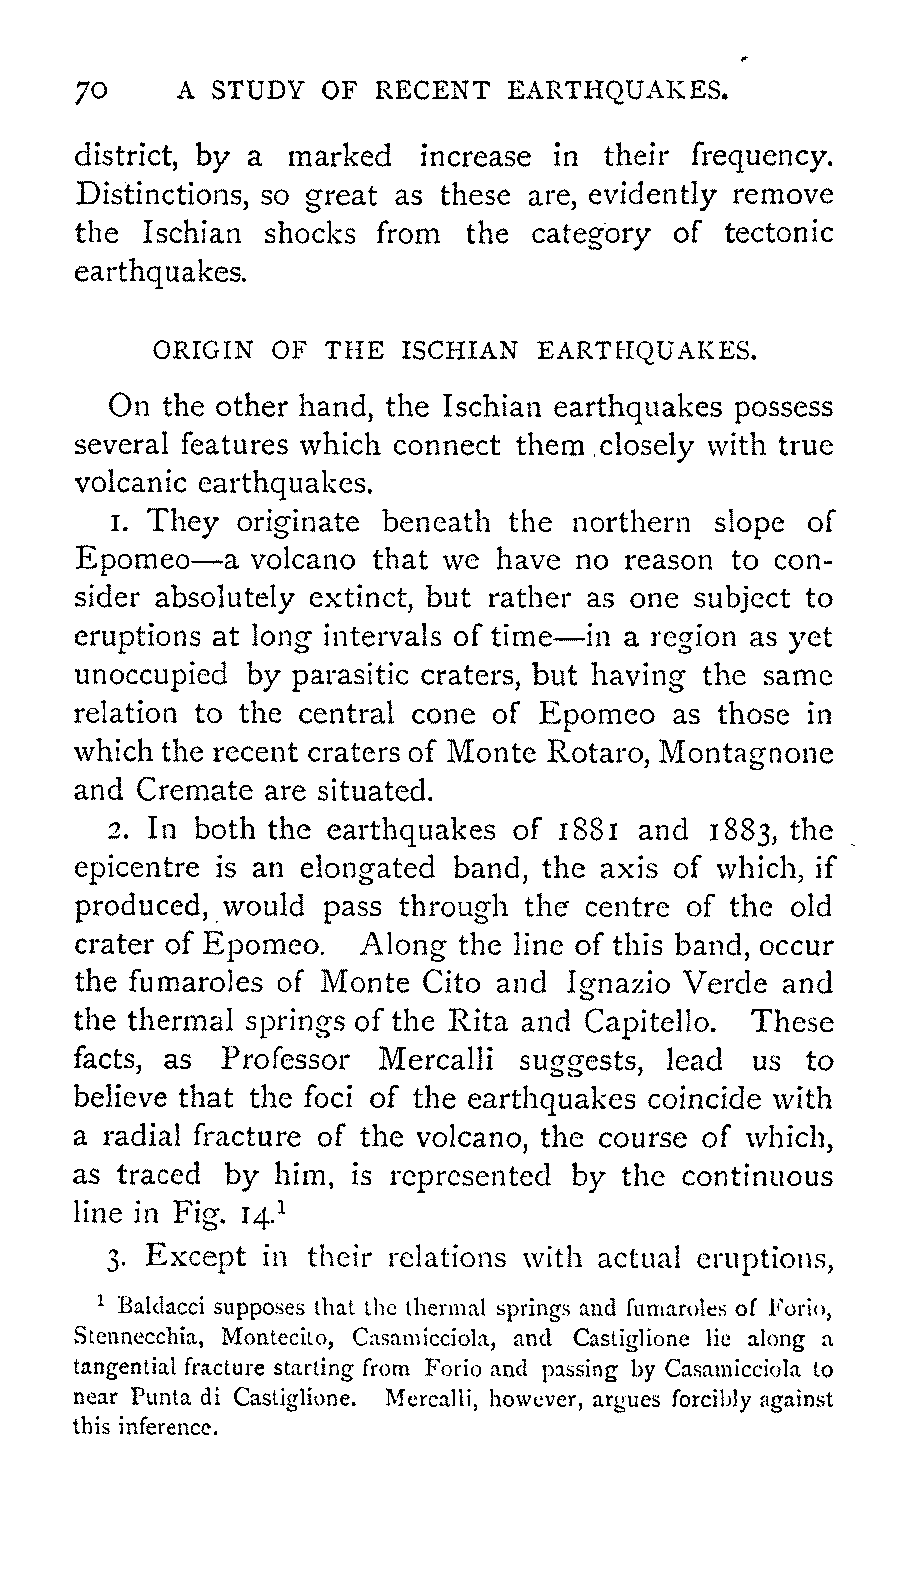 70 A STUDY OF RECENT EARTHQUAKES.
district, by a marked increase in their frequency.
Distinctions, so great as these are, evidently remove
the Ischian shocks from the category of tectonic
earthquakes.
ORIGIN OF THE ISCHIAN EARTHQUAKES.
On the other hand, the Ischian earthquakes possess
several features which connect them closely with true
volcanic earthquakes.
1. They originate beneath the northern slope of
Epomeo—a volcano that we have no reason to con-
sider absolutely extinct, but rather as one subject to
eruptions at long intervals of time—in a region as yet
unoccupied by parasitic craters, but having the same
relation to the central cone of Epomeo as those in
which the recent craters of Monte Rotaro, Montagnone
and Cremate are situated.
2. In both the earthquakes of 1881 and 1883, the
epicentre is an elongated band, the axis of which, if
produced, would pass through the centre of the old
crater of Epomeo. Along the line of this band, occur
the fumaroles of Monte Cito and Ignazio Verde and
the thermal springs of the Rita and Capitello. These
facts, as Professor Mercalli suggests, lead us to
believe that the foci of the earthquakes coincide with
a radial fracture of the volcano, the course of which,
as traced by him, is represented by the continuous
line in Fig. 14.¹
3. Except in their relations with actual eruptions,
¹ Baldacci supposes that the thermal springs and fumaroles of Forio,
Stennecchia, Montecito, Casamicciola, and Castiglione lie along a
tangential fracture starting from Forio and passing by Casamicciola to
near Punta di Castiglione. Mercalli, however, argues forcibly against
this inference.